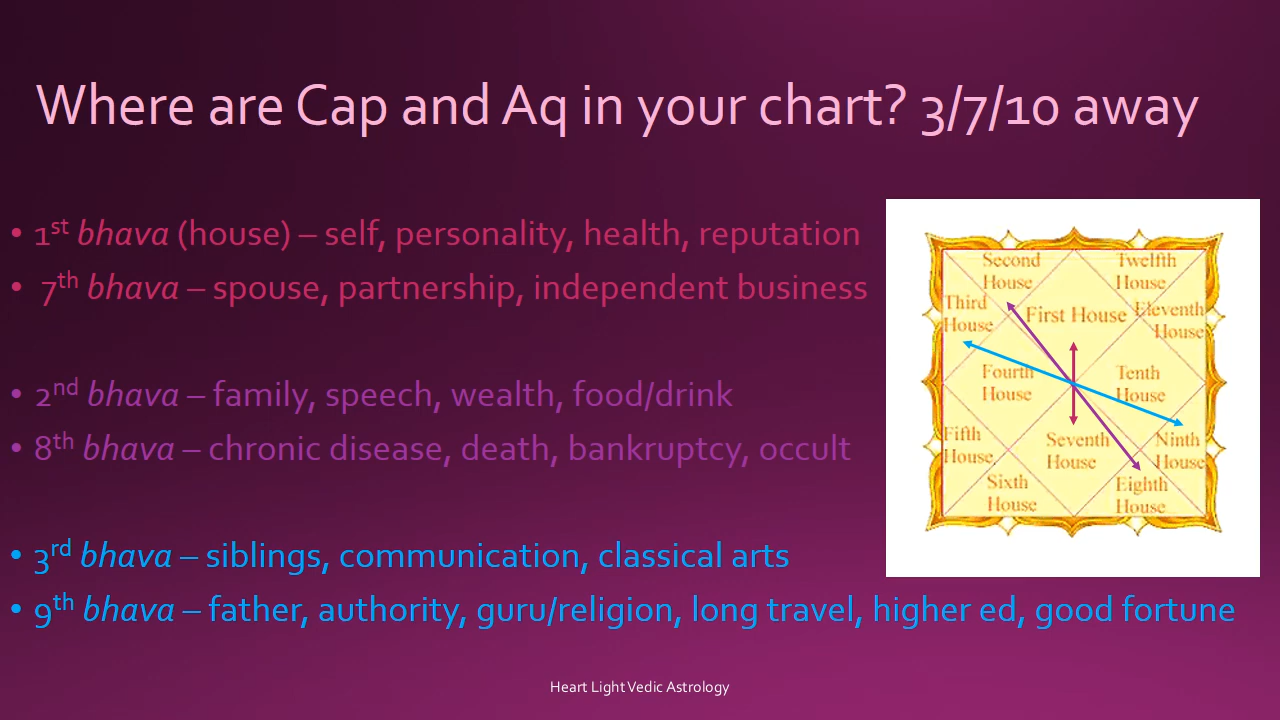 Where are Cap and Aq in your chart? 3/7/10 away
• 1st bhava (house) – self, personality, health, reputation
• 7th bhava – spouse, partnership, independent business
• 2nd bhava – family, speech, wealth, food/drink
• 8th bhava – chronic disease, death, bankruptcy, occult
• 3rd bhava – siblings, communication, classical arts
• 9th bhava – father, authority, guru/religion, long travel, higher ed, good fortune
Second
House
Twelfth
House
Third
House
First House
Eleventh
House
Fourth
House
Tenth
House
Fifth
House
Seventh
House
Ninth
House
Sixth
House
Eighth
House
Heart Light Vedic Astrology